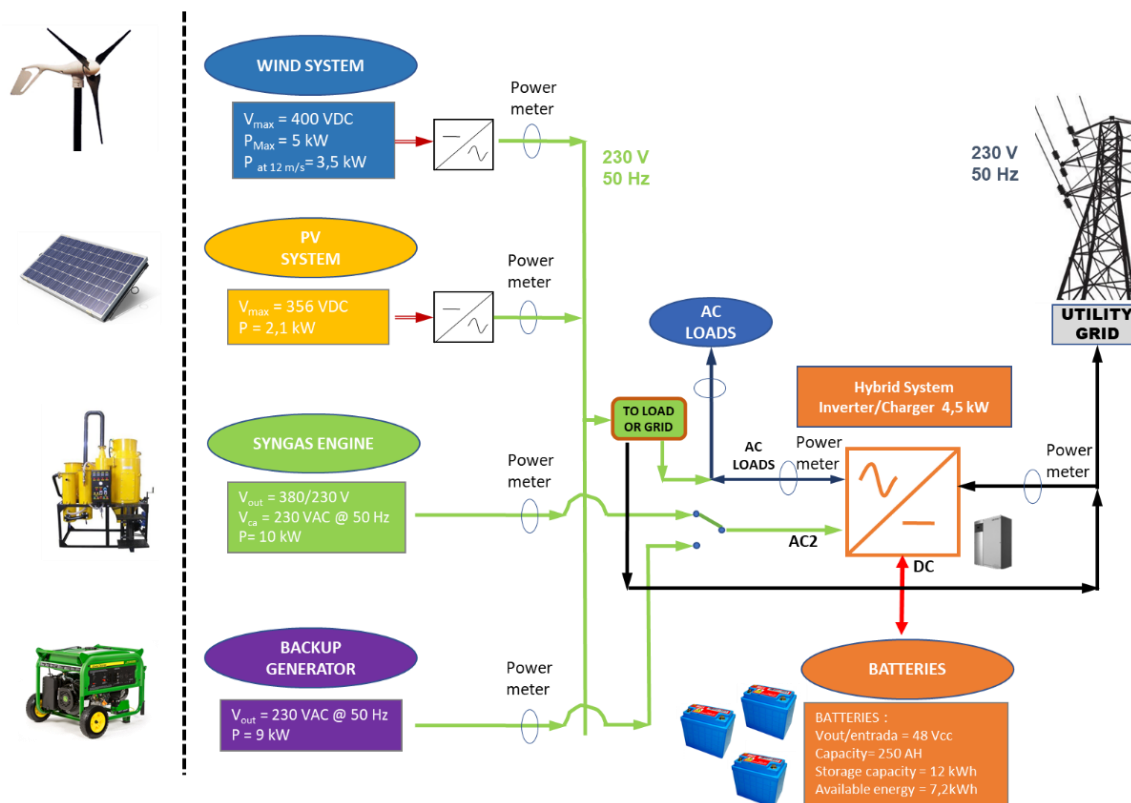 WIND SYSTEM
Vmax = 400 VDC
PMax = 5 kW
P at 12 m/s = 3,5 kW
Power
meter
230 V
50 Hz
230 V
50 Hz
PV
SYSTEM
Vmax = 356 VDC
P = 2,1 kW
Power
meter
AC
LOADS
UTILITY
GRID
Hybrid System
Inverter/Charger 4,5 kW
TO LOAD
OR GRID
SYNGAS ENGINE
Vout = 380/230 V
Vca = 230 VAC @ 50 Hz
P= 10 kW
Power
meter
AC
LOADS
Power
meter
Power
meter
AC2
DC
BACKUP
GENERATOR
Vout = 230 VAC @ 50 Hz
P = 9 kW
Power
meter
BATTERIES
BATTERIES :
Vout/entrada = 48 Vcc
Capacity= 250 AH
Storage capacity = 12 kWh
Available energy = 7,2kWh